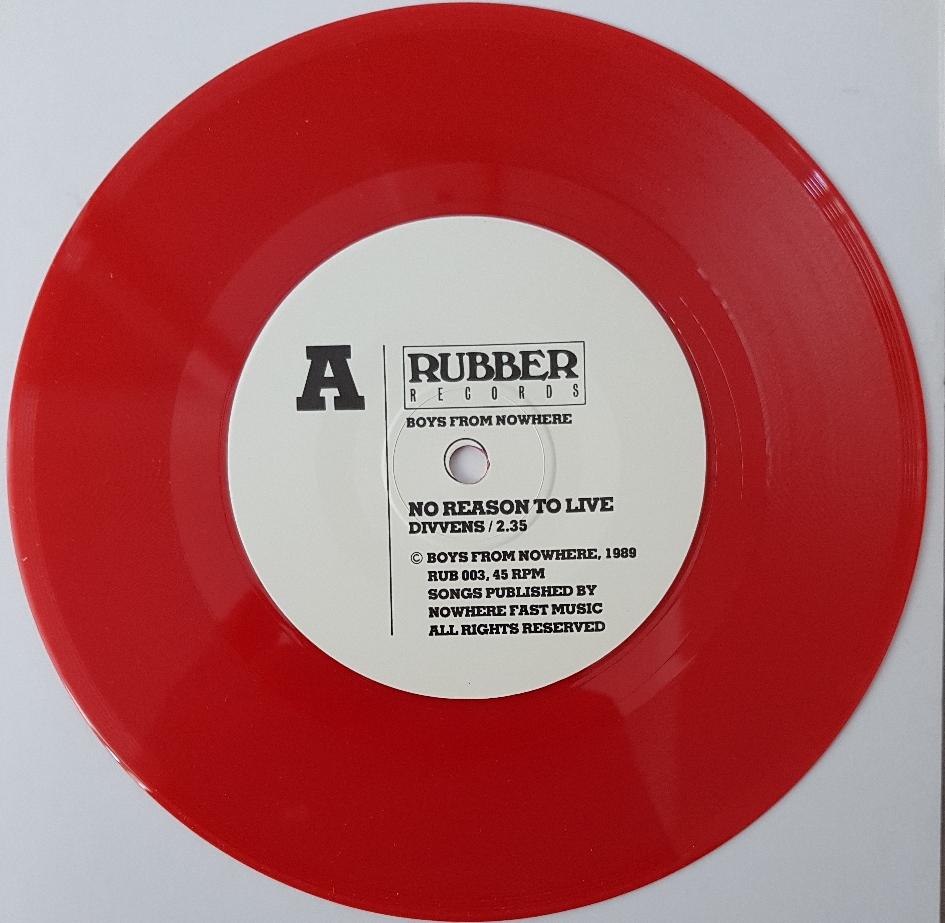 A
RUBBER
RECORDS
BOYS FROM NOWHERE
NO REASON TO LIVE
DIVVENS / 2.35
© BOYS FROM NOWHERE, 1989
RUB 003, 45 RPM
SONGS PUBLISHED BY
NOWHERE FAST MUSIC
ALL RIGHTS RESERVED